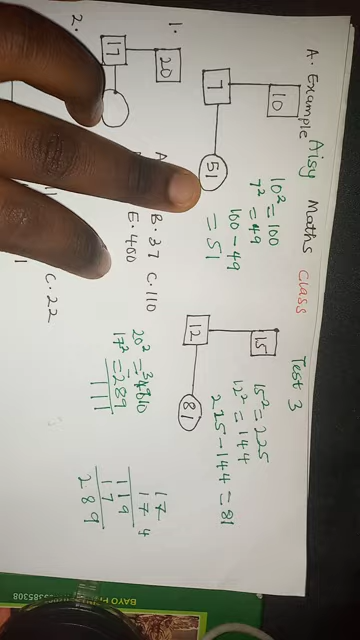 Aisy Maths Class Test 3
A. Example
10
7
51
10² = 100
7² = 49
100 - 49
= 51
15
12
81
15² = 225
12² = 144
225 - 144 = 81
1.
20
17
B. 37 C. 110
E. 400
17² = 289
111
17
17
119
17
289
2.
C. 22